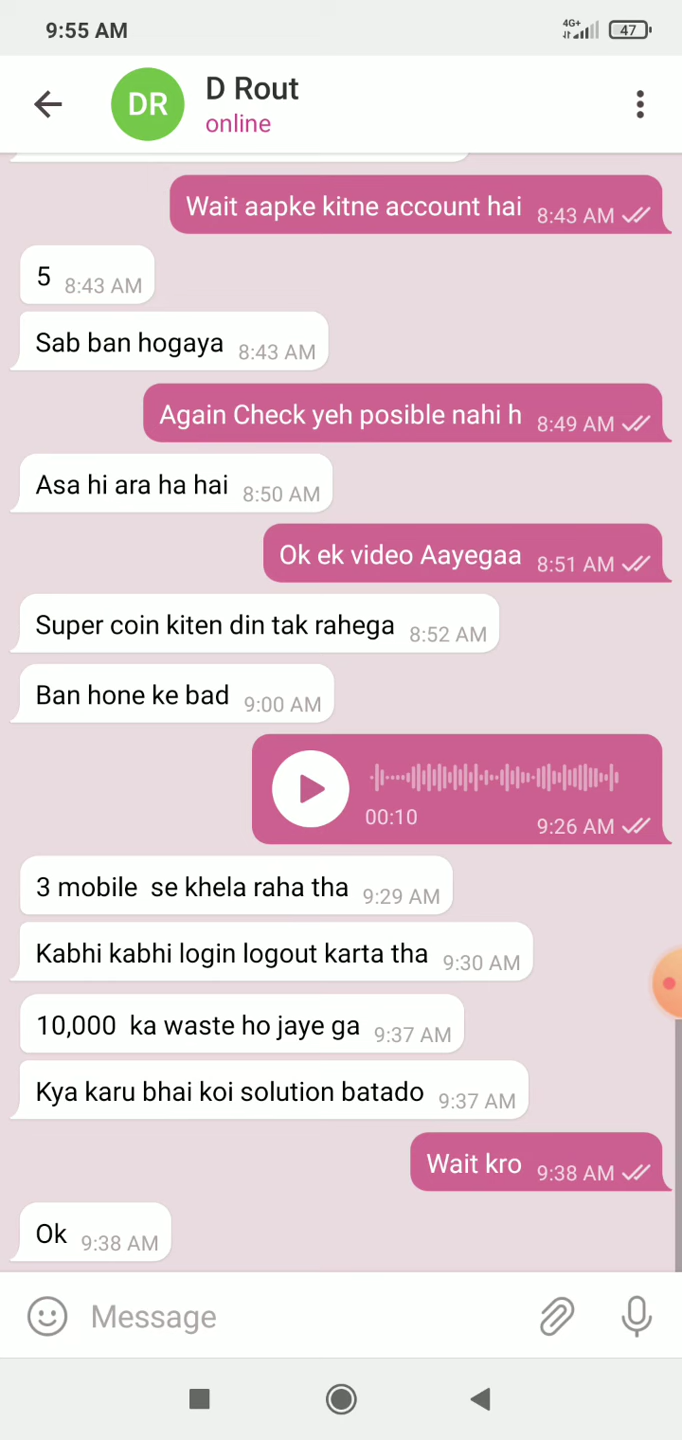 9:55 AM 4G+ 47
DR D Rout
online
Wait aapke kitne account hai 8:43 AM
5 8:43 AM
Sab ban hogaya 8:43 AM
Again Check yeh posible nahi h 8:49 AM
Asa hi ara ha hai 8:50 AM
Ok ek video Aayegaa 8:51 AM
Super coin kiten din tak rahega 8:52 AM
Ban hone ke bad 9:00 AM
00:10 9:26 AM
3 mobile se khela raha tha 9:29 AM
Kabhi kabhi login logout karta tha 9:30 AM
10,000 ka waste ho jaye ga 9:37 AM
Kya karu bhai koi solution batado 9:37 AM
Wait kro 9:38 AM
Ok 9:38 AM
Message